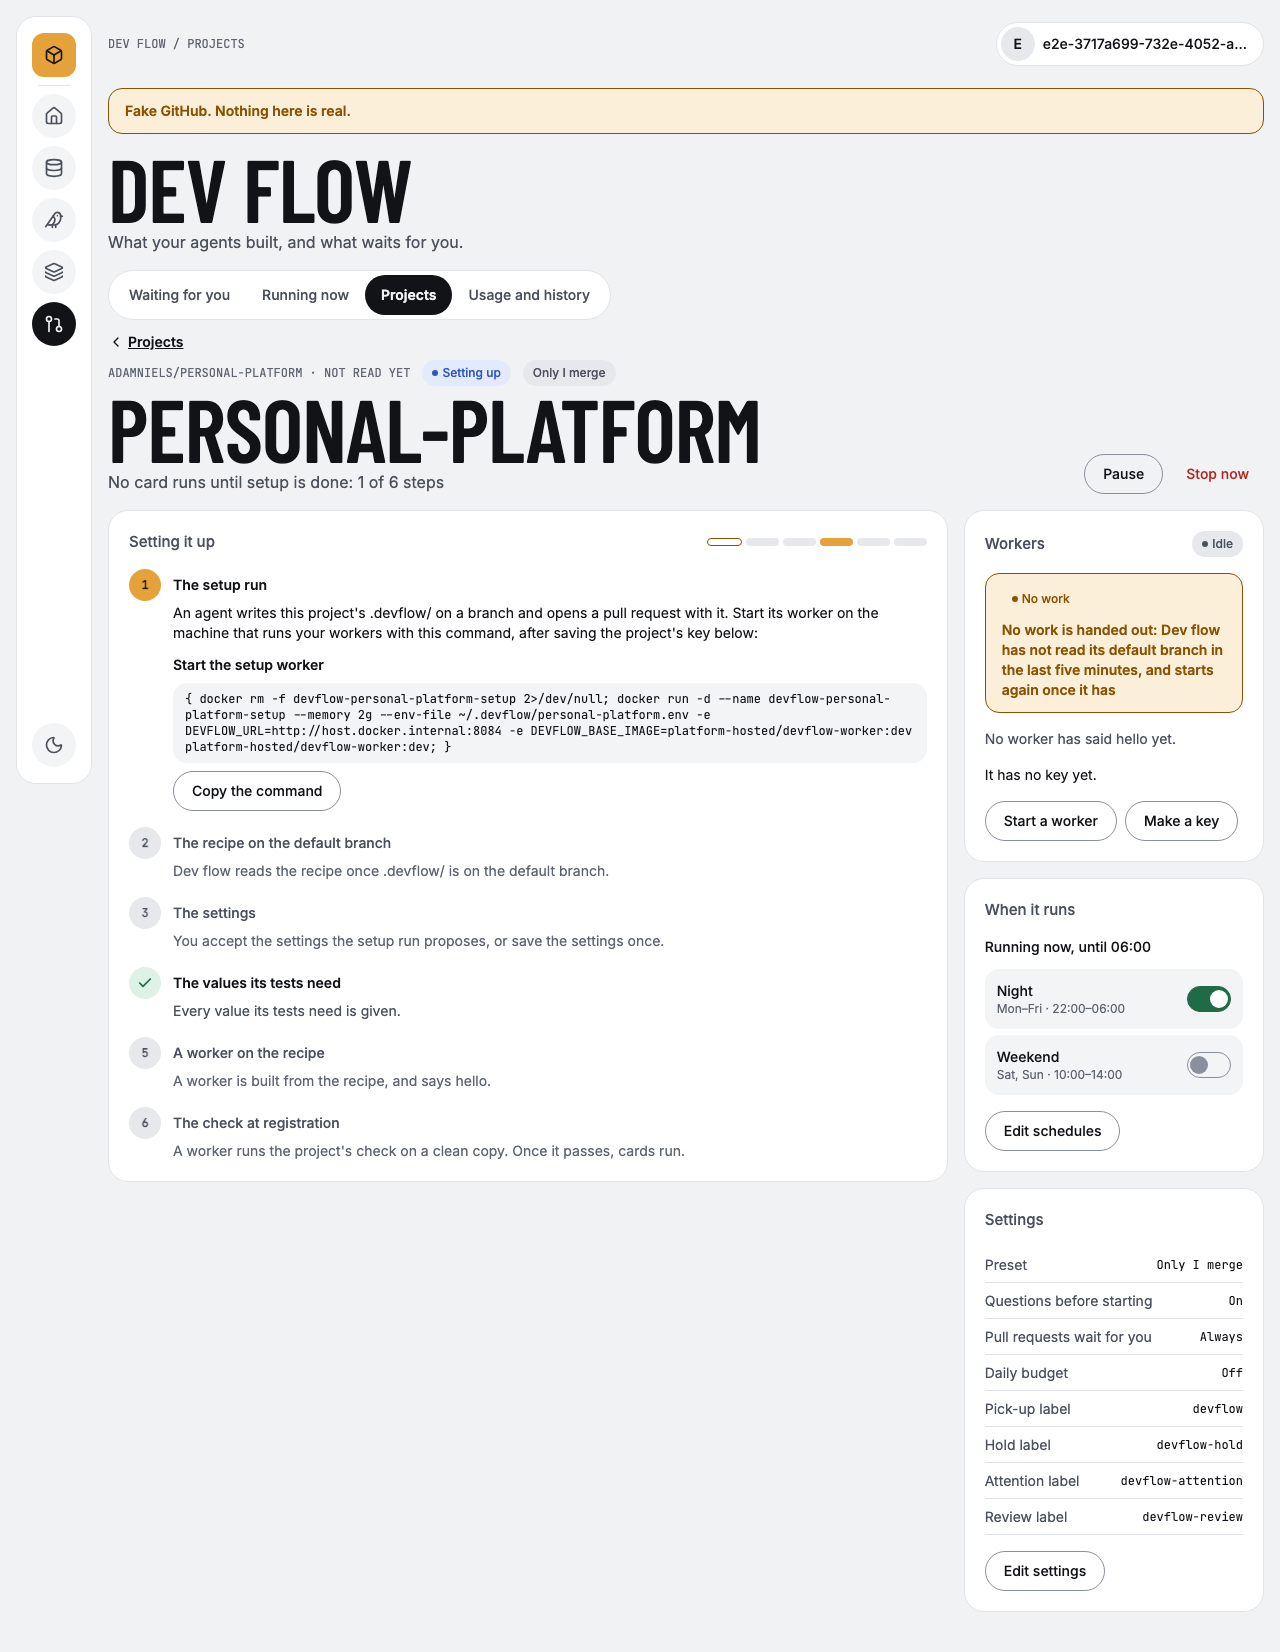 DEV FLOW / PROJECTS
E
e2e-3717a699-732e-4052-a...
Fake GitHub. Nothing here is real.
DEV FLOW
What your agents built, and what waits for you.
Waiting for you
Running now
Projects
Usage and history
Projects
ADAMNIELS/PERSONAL-PLATFORM · NOT READ YET
Setting up
Only I merge
PERSONAL-PLATFORM
No card runs until setup is done: 1 of 6 steps
Pause
Stop now
Setting it up
1
The setup run
An agent writes this project's .devflow/ on a branch and opens a pull request with it. Start its worker on the
machine that runs your workers with this command, after saving the project's key below:
Start the setup worker
{ docker rm -f devflow-personal-platform-setup 2>/dev/null; docker run -d --name devflow-personal-
platform-setup --memory 2g --env-file ~/.devflow/personal-platform.env -e
DEVFLOW_URL=http://host.docker.internal:8084 -e DEVFLOW_BASE_IMAGE=platform-hosted/devflow-worker:dev
platform-hosted/devflow-worker:dev; }
Copy the command
2
The recipe on the default branch
Dev flow reads the recipe once .devflow/ is on the default branch.
3
The settings
You accept the settings the setup run proposes, or save the settings once.
The values its tests need
Every value its tests need is given.
5
A worker on the recipe
A worker is built from the recipe, and says hello.
6
The check at registration
A worker runs the project's check on a clean copy. Once it passes, cards run.
Workers
Idle
No work
No work is handed out: Dev flow
has not read its default branch in
the last five minutes, and starts
again once it has
No worker has said hello yet.
It has no key yet.
Start a worker
Make a key
When it runs
Running now, until 06:00
Night
Mon–Fri · 22:00–06:00
Weekend
Sat, Sun · 10:00–14:00
Edit schedules
Settings
Preset
Only I merge
Questions before starting
On
Pull requests wait for you
Always
Daily budget
Off
Pick-up label
devflow
Hold label
devflow-hold
Attention label
devflow-attention
Review label
devflow-review
Edit settings